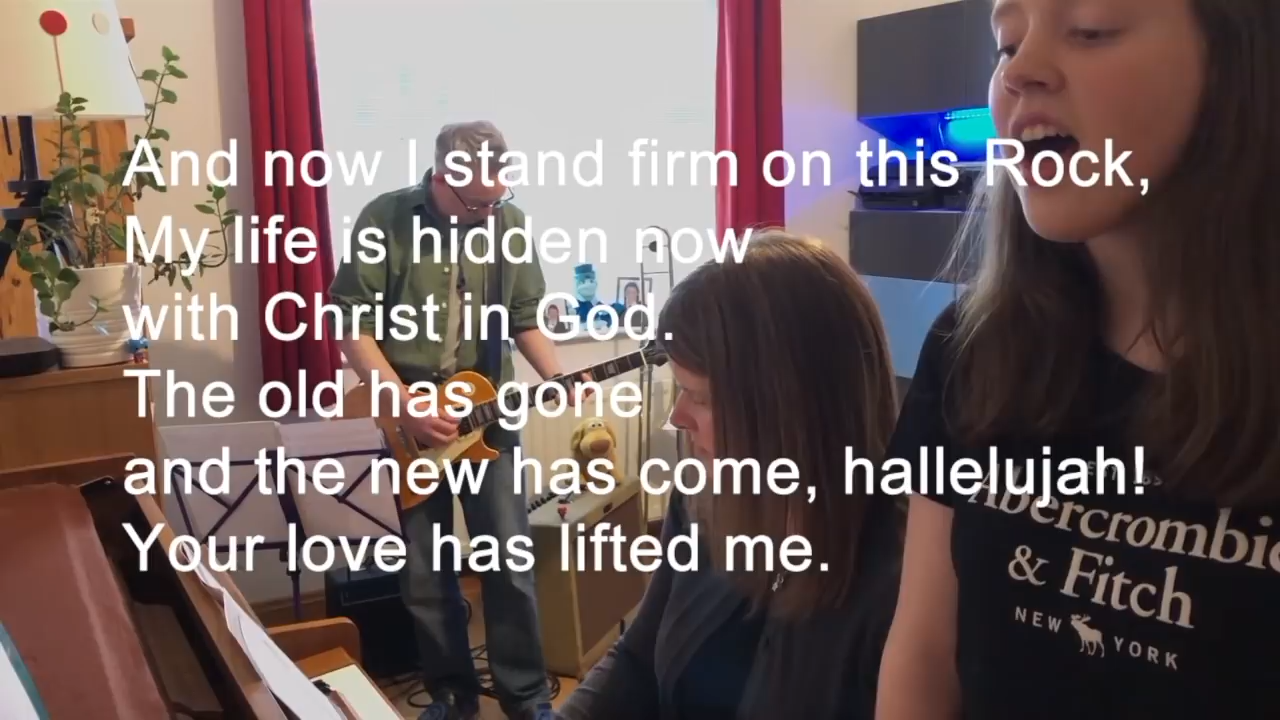 And now I stand firm on this Rock,
My life is hidden now
with Christ in God.
The old has gone
and the new has come, hallelujah!
Your love has lifted me.
Abercrombie
& Fitch
NEW YORK